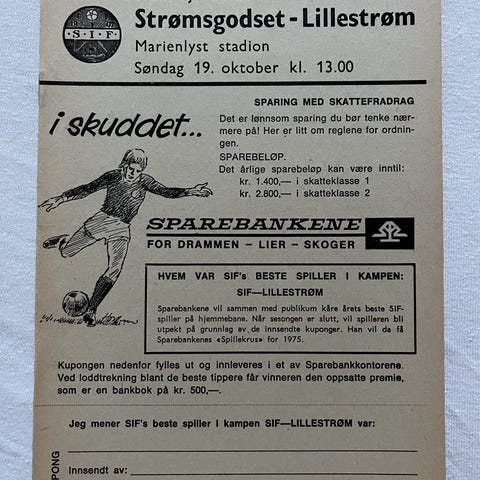 S·I·F
Strømsgodset - Lillestrøm
Marienlyst stadion
Søndag 19. oktober kl. 13.00
i skuddet...
SPARING MED SKATTEFRADRAG
Det er lønnsom sparing du bør tenke nær-
mere på! Her er litt om reglene for ordnin-
gen.
SPAREBELØP.
Det årlige sparebeløp kan være inntil:
kr. 1.400,— i skatteklasse 1
kr. 2.800,— i skatteklasse 2
SPAREBANKENE
FOR DRAMMEN – LIER – SKOGER
HVEM VAR SIF's BESTE SPILLER I KAMPEN:
SIF—LILLESTRØM
Sparebankene vil sammen med publikum kåre årets beste SIF-
spiller på hjemmebane. Når sesongen er slutt, vil spilleren bli
utpekt på grunnlag av de innsendte kuponger. Han vil da få
Sparebankenes «Spillekrus» for 1975.
Kupongen nedenfor fylles ut og innleveres i et av Sparebankkontorene.
Ved loddtrekning blant de beste tippere får vinneren den oppsatte premie,
som er en bankbok på kr. 500,—.
Jeg mener SIF's beste spiller i kampen SIF—LILLESTRØM var:
Innsendt av:
PONG